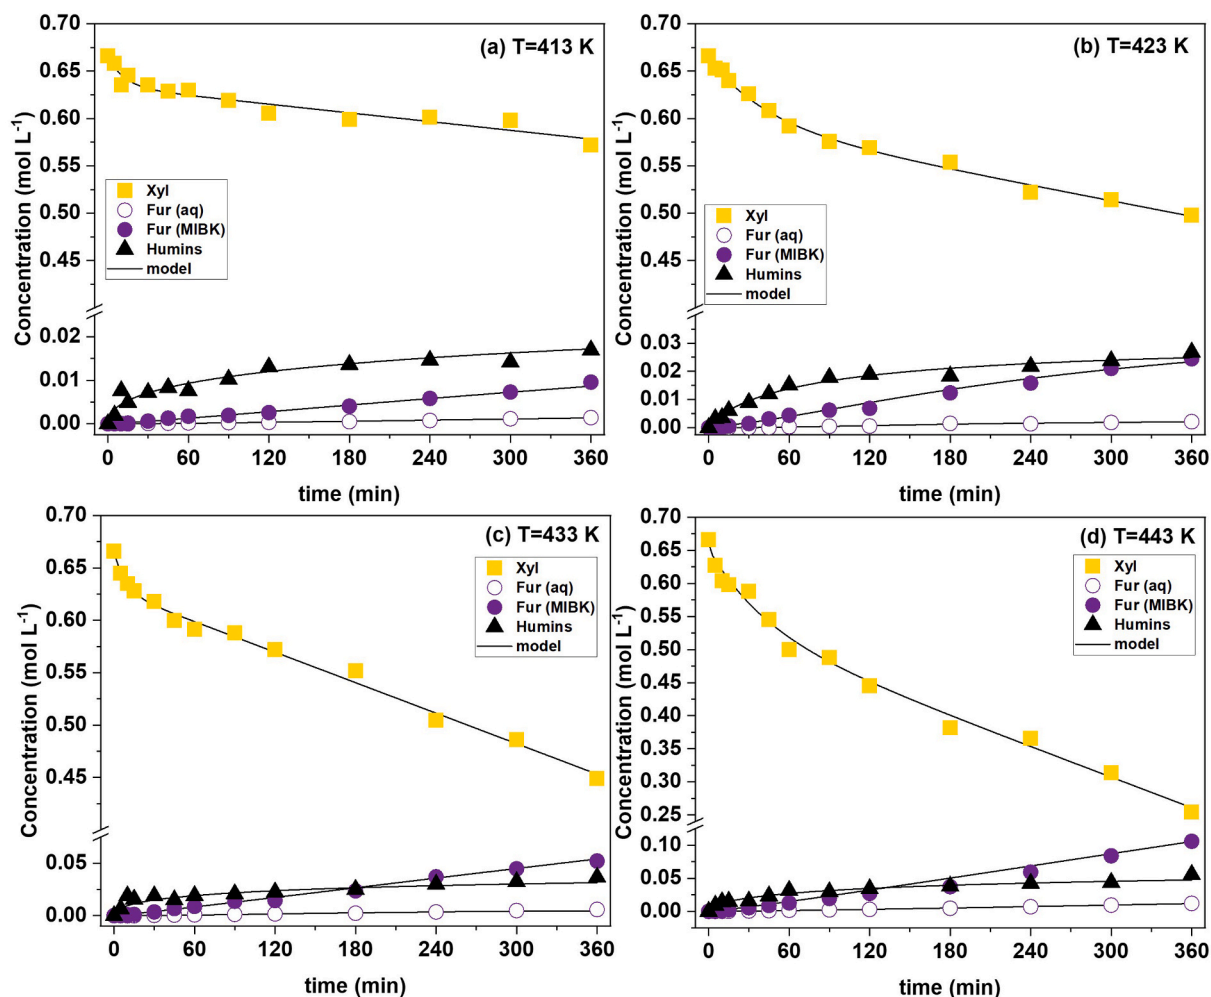 (a) T=413 K
Concentration (mol L⁻¹)
0.70
0.65
0.60
0.55
0.50
0.45
0.02
0.01
0.00
Xyl
Fur (aq)
Fur (MIBK)
Humins
model
0 60 120 180 240 300 360
time (min)
(b) T=423 K
Concentration (mol L⁻¹)
0.70
0.65
0.60
0.55
0.50
0.45
0.03
0.02
0.01
0.00
Xyl
Fur (aq)
Fur (MIBK)
Humins
model
0 60 120 180 240 300 360
time (min)
(c) T=433 K
Concentration (mol L⁻¹)
0.70
0.65
0.60
0.55
0.50
0.45
0.05
0.00
Xyl
Fur (aq)
Fur (MIBK)
Humins
model
0 60 120 180 240 300 360
time (min)
(d) T=443 K
Concentration (mol L⁻¹)
0.70
0.65
0.60
0.55
0.50
0.45
0.40
0.35
0.30
0.25
0.10
0.05
0.00
Xyl
Fur (aq)
Fur (MIBK)
Humins
model
0 60 120 180 240 300 360
time (min)